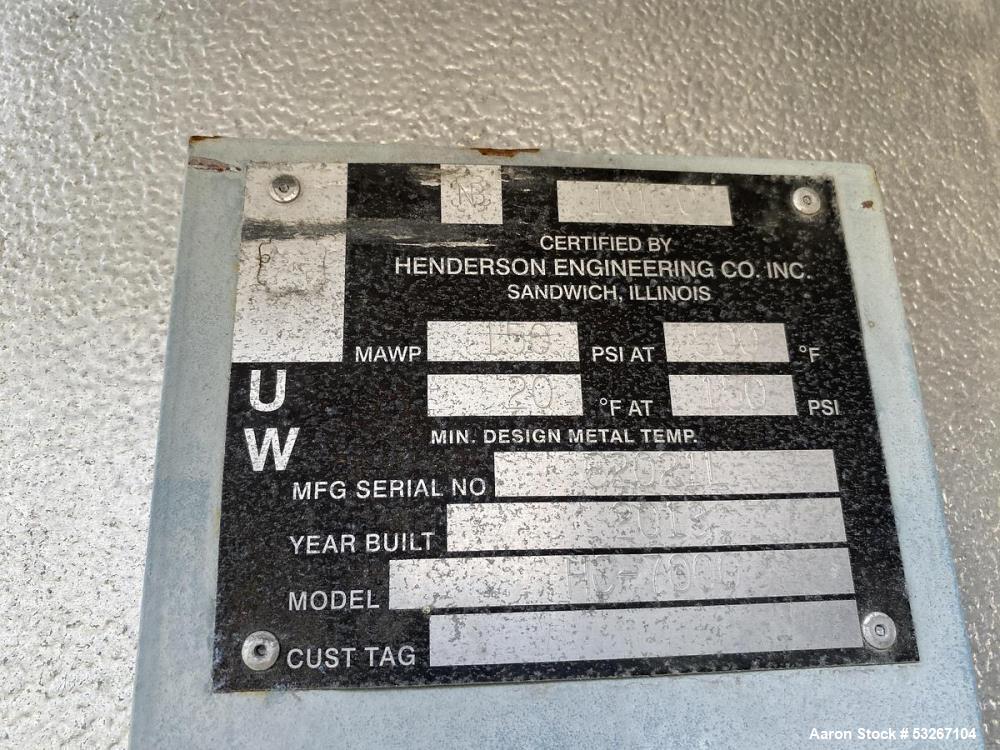 NB
CERTIFIED BY
HENDERSON ENGINEERING CO. INC.
SANDWICH, ILLINOIS
MAWP 150 PSI AT °F
20 °F AT 150 PSI
MIN. DESIGN METAL TEMP.
U
W
MFG SERIAL NO
YEAR BUILT
MODEL
CUST TAG
Aaron Stock # 53267104